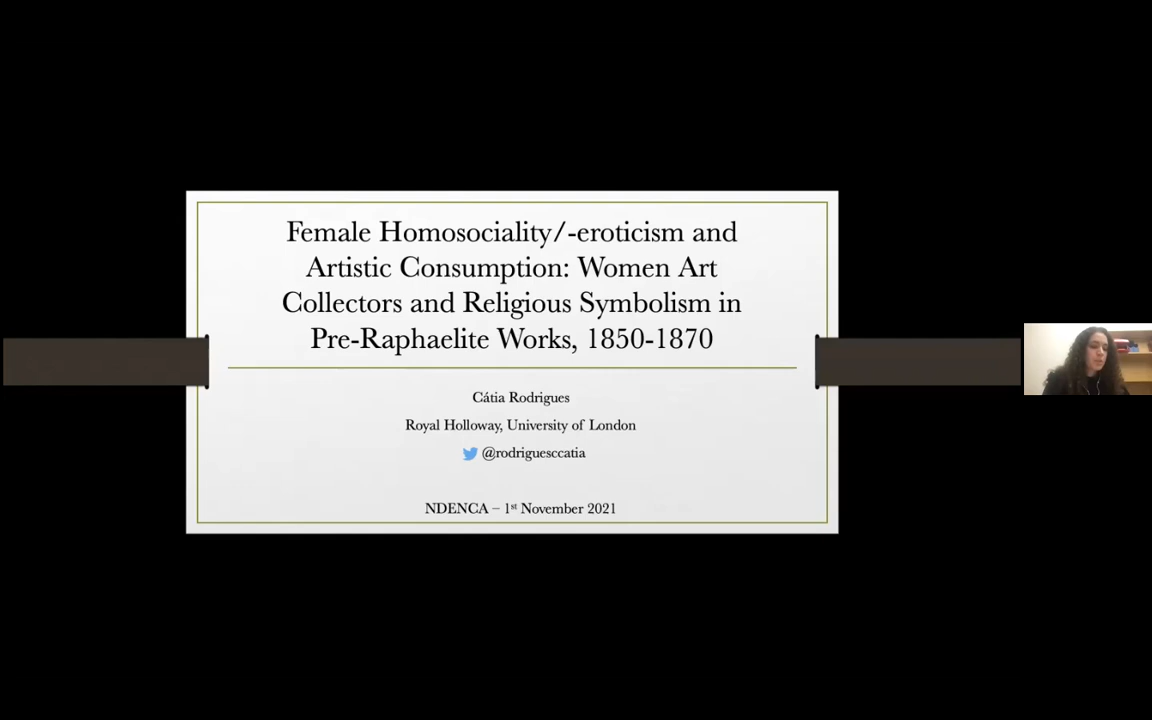 Female Homosociality/-eroticism and
Artistic Consumption: Women Art
Collectors and Religious Symbolism in
Pre-Raphaelite Works, 1850-1870
Cátia Rodrigues
Royal Holloway, University of London
@rodriguesccatia
NDENCA – 1st November 2021